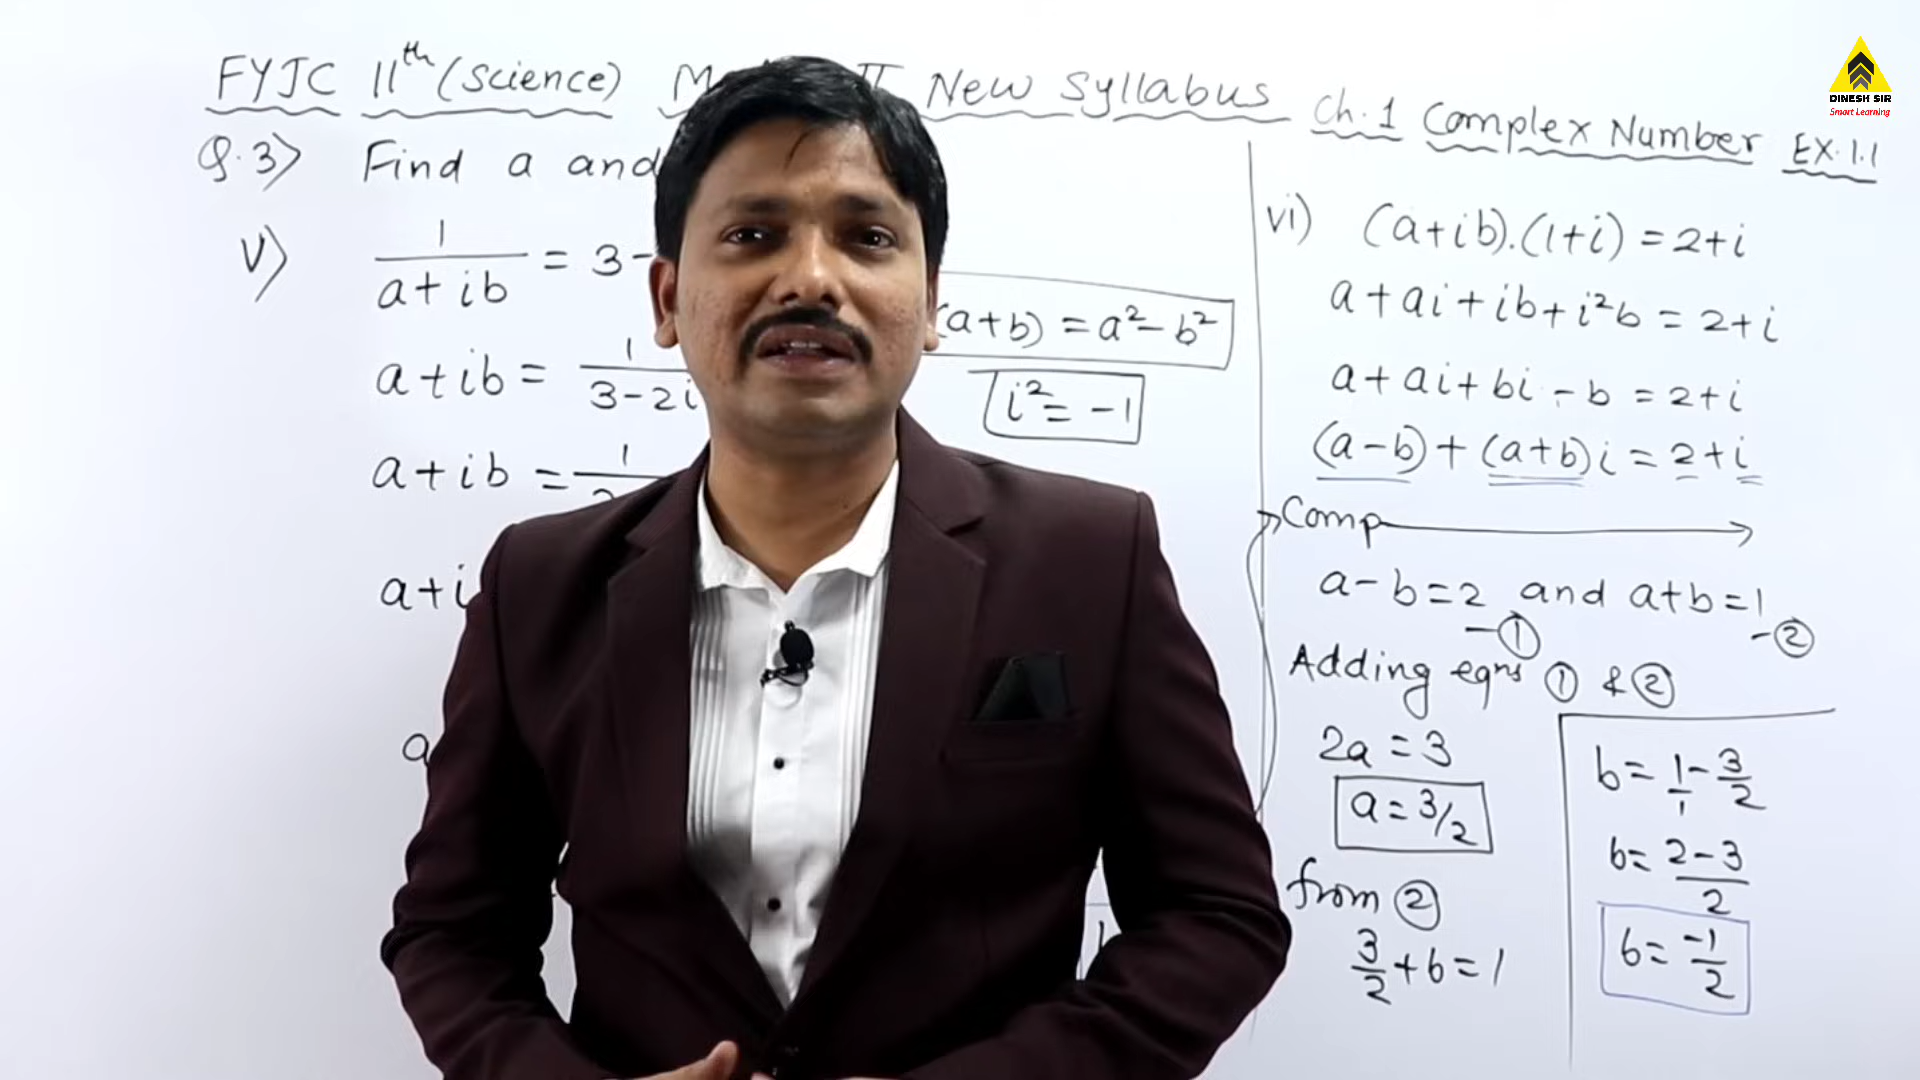 FYJC 11th (Science) New Syllabus Ch.1 Complex Number EX.1.1
DINESH SIR
Smart Learning
Q.3) Find a and
V) 1/(a+ib) = 3-
a+ib = 1/(3-2i
a+ib = 1/
a+i
a
(a+b) = a²-b²
i² = -1
vi) (a+ib).(1+i) = 2+i
a+ai+ib+i²b = 2+i
a+ai+bi-b = 2+i
(a-b)+(a+b)i = 2+i
Comp
a-b=2 and a+b=1
-① -②
Adding eqns ① & ②
2a = 3
a = 3/2
from ②
3/2 + b = 1
b = 1/1 - 3/2
b = (2-3)/2
b = -1/2